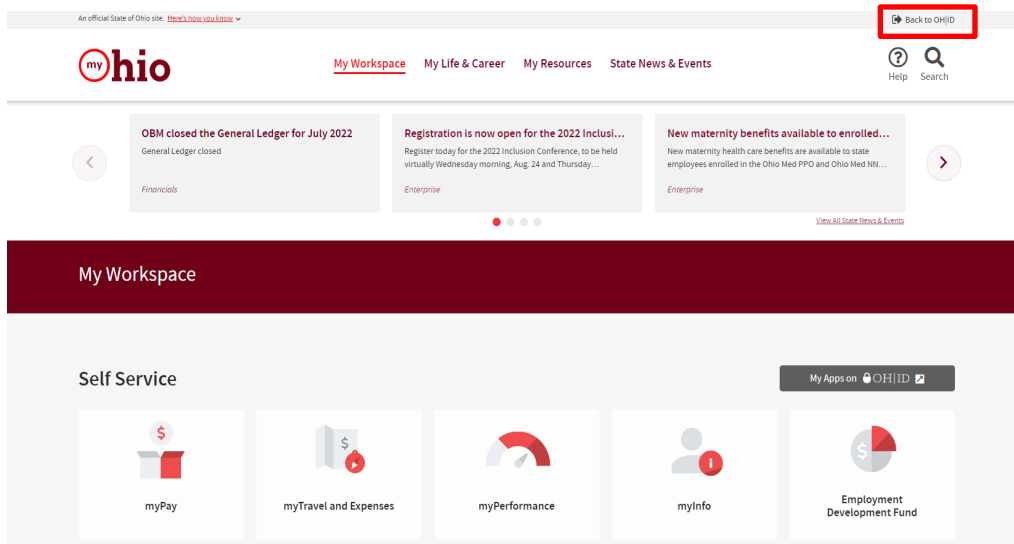 An official State of Ohio site. Here's how you know
Back to OH|ID
my Ohio
My Workspace My Life & Career My Resources State News & Events
Help Search
OBM closed the General Ledger for July 2022
General Ledger closed
Financials
Registration is now open for the 2022 Inclusi...
Register today for the 2022 Inclusion Conference, to be held
virtually Wednesday morning, Aug. 24 and Thursday...
Enterprise
New maternity benefits available to enrolled...
New maternity health care benefits are available to state
employees enrolled in the Ohio Med PPO and Ohio Med NN...
Enterprise
View All State News & Events
My Workspace
Self Service
My Apps on OH|ID
myPay
myTravel and Expenses
myPerformance
myInfo
Employment
Development Fund